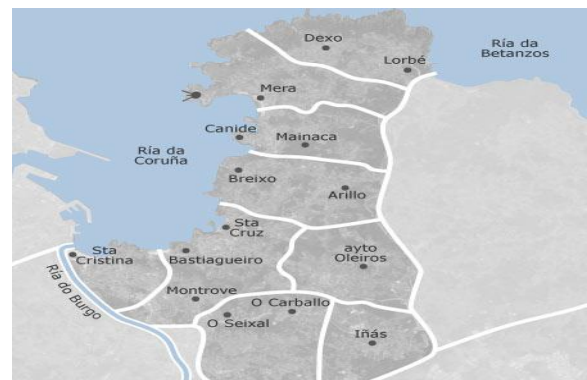 Dexo
Ría da
Betanzos
Lorbé
Mera
Canide
Mainaca
Ría da
Coruña
Breixo
Arillo
Sta
Cruz
Sta
Cristina
Bastiagueiro
ayto
Oleiros
Ría do Burgo
Montrove
O Carballo
O Seixal
Iñás